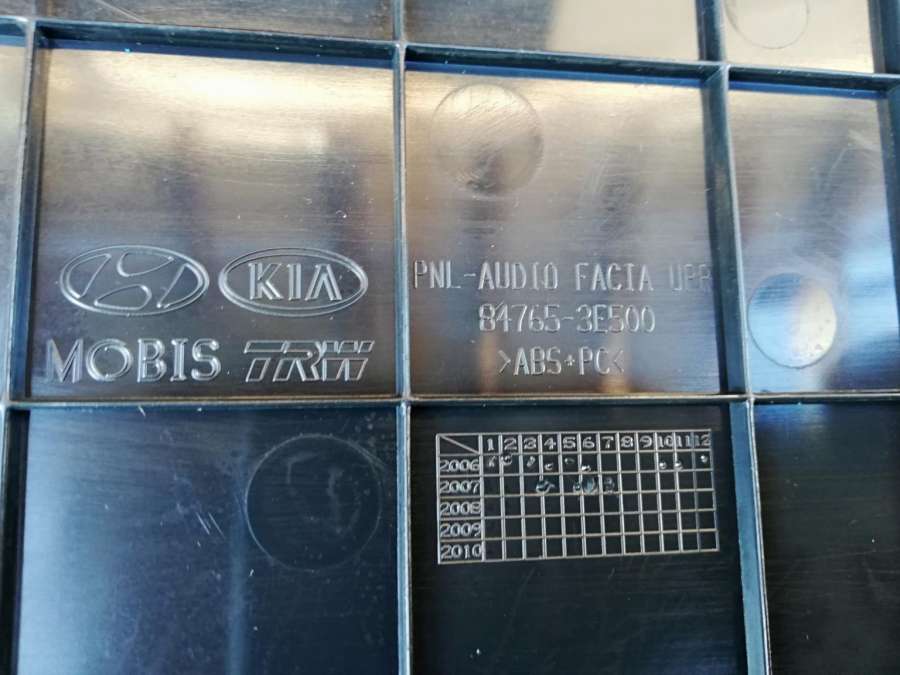 KIA
MOBIS TRW
PNL-AUDIO FACIA UPR
84765-3E500
>ABS+PC<
1 2 3 4 5 6 7 8 9 10 11 12
2006
2007
2008
2009
2010